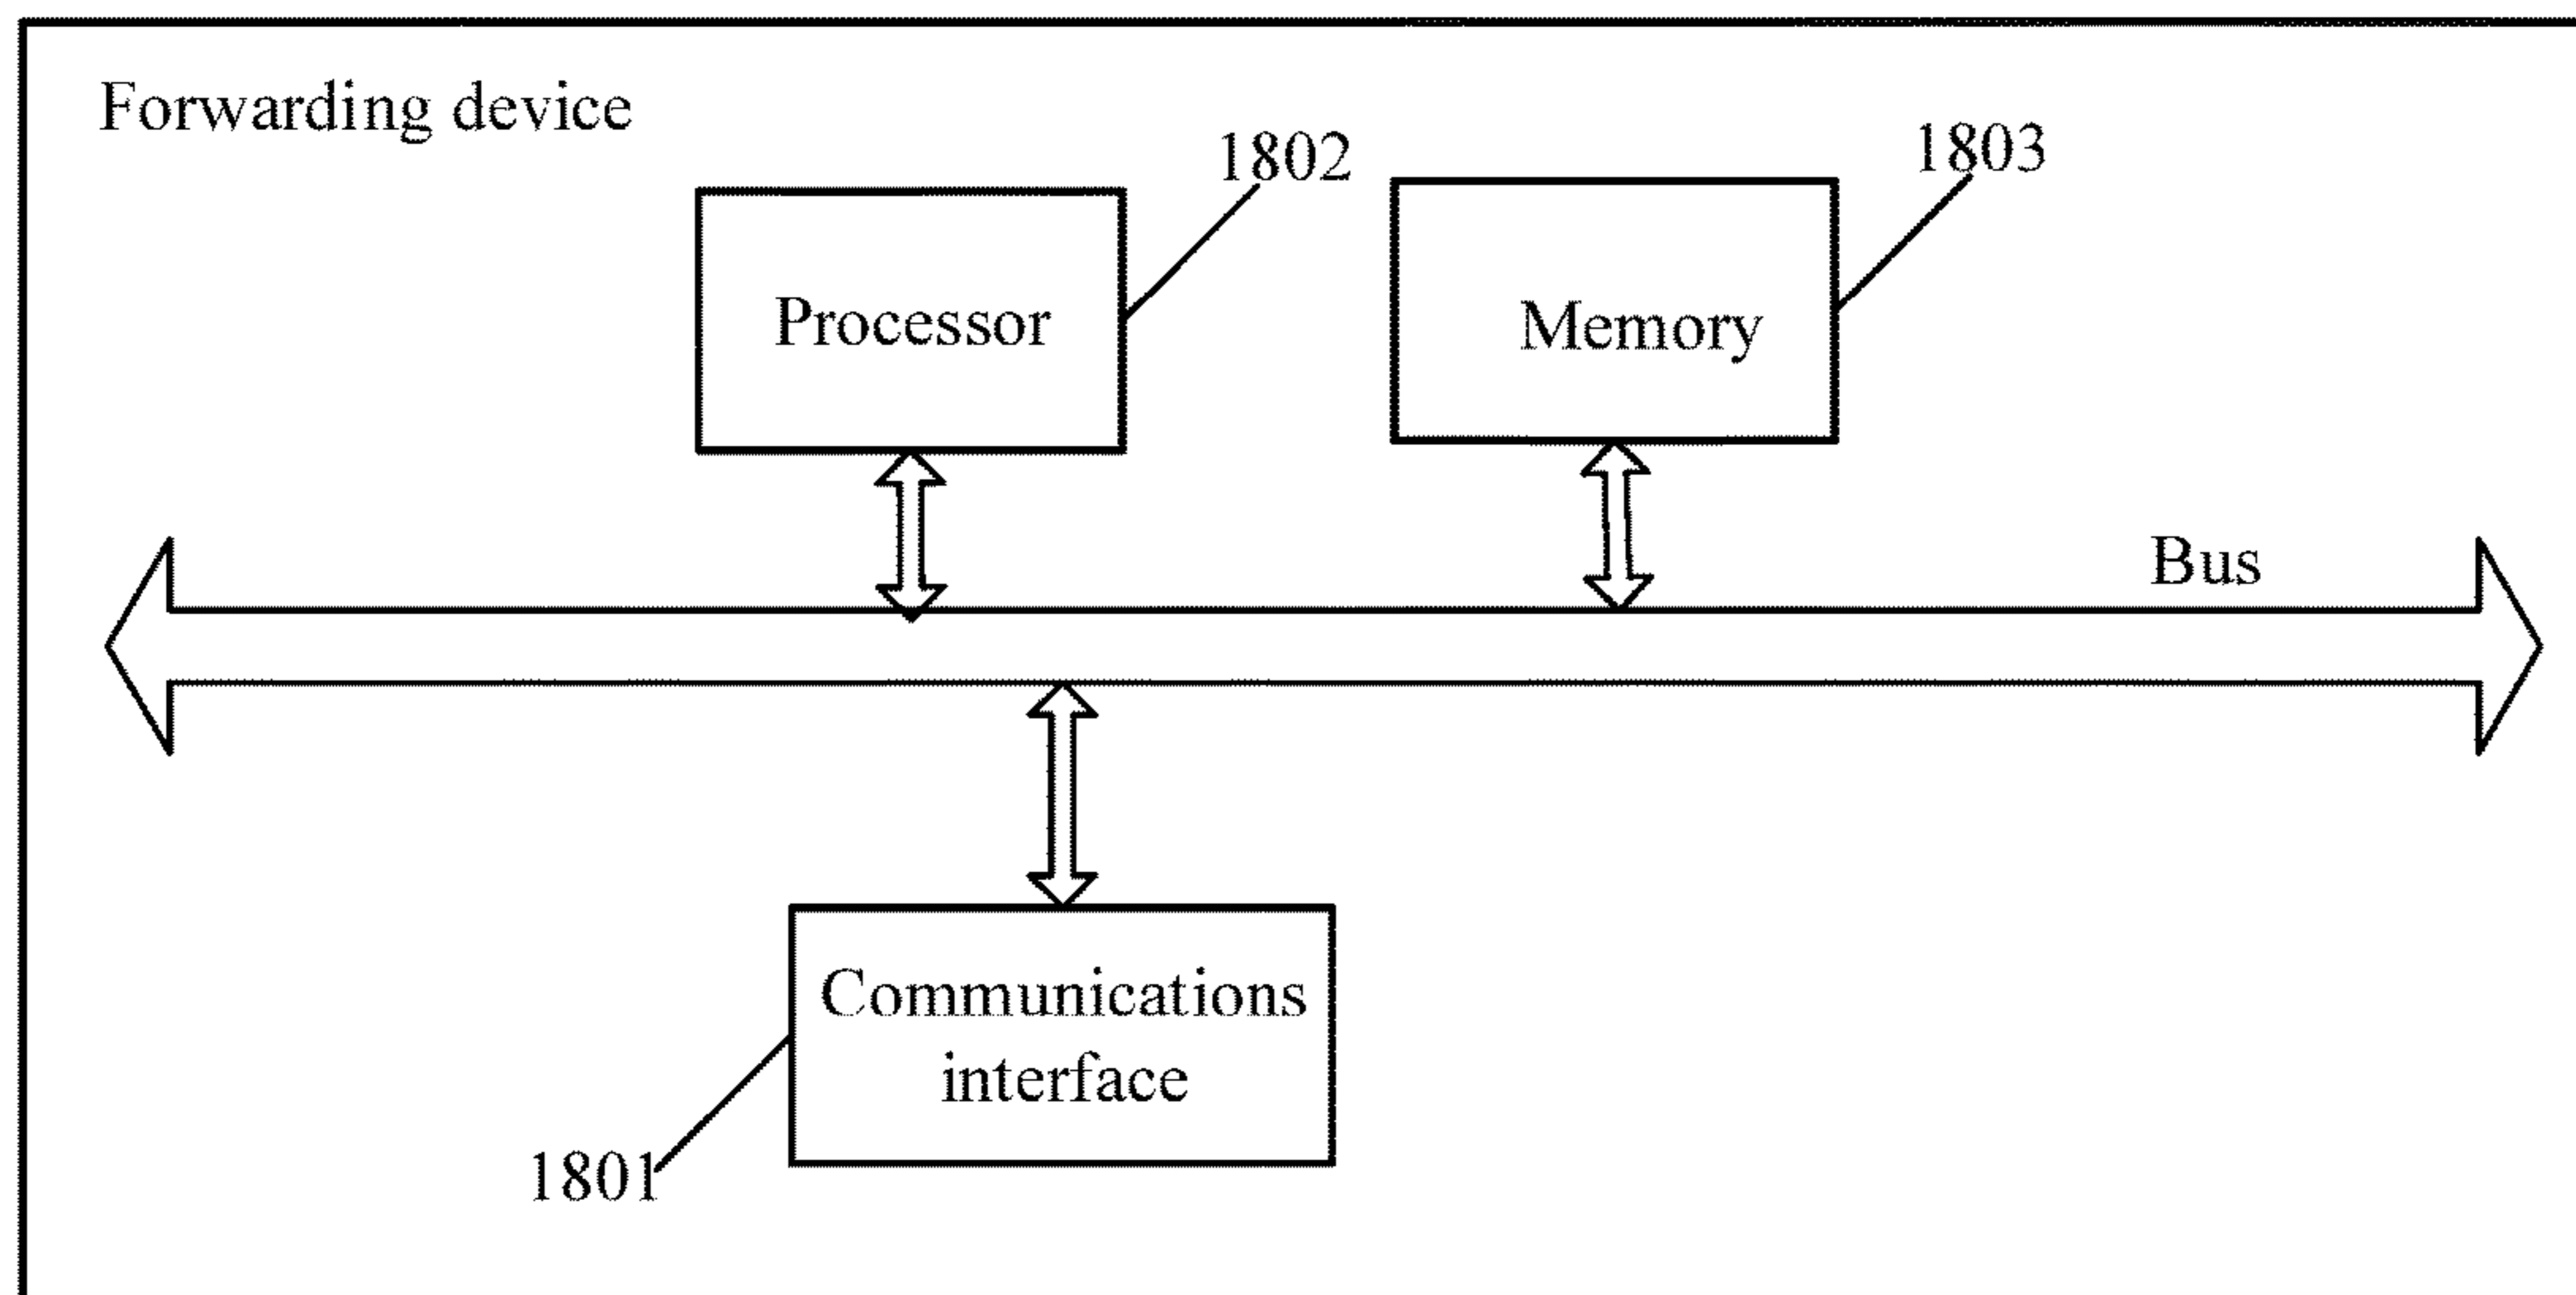 Forwarding device
1802
1803
Processor
Memory
Bus
Communications
interface
1801